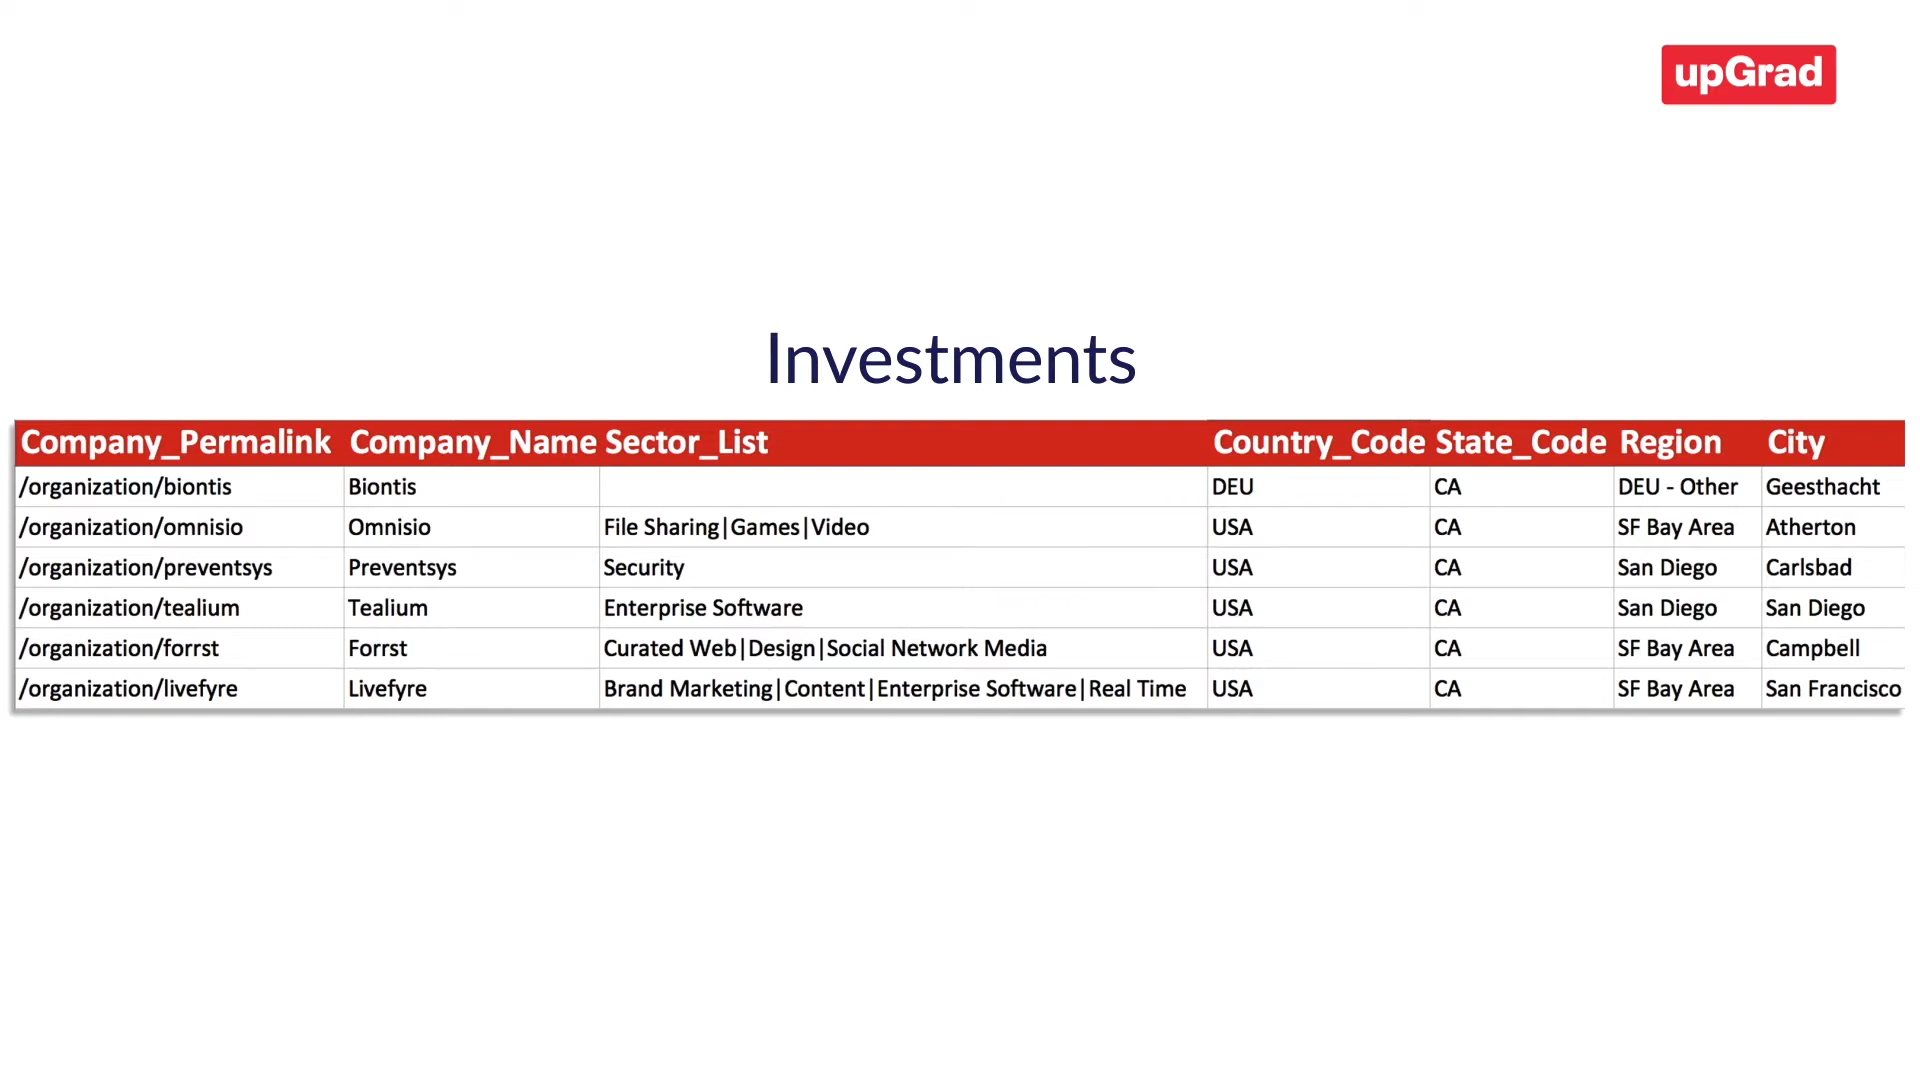 upGrad
Investments
Company_Permalink Company_Name Sector_List Country_Code State_Code Region City
/organization/biontis Biontis DEU CA DEU - Other Geesthacht
/organization/omnisio Omnisio File Sharing|Games|Video USA CA SF Bay Area Atherton
/organization/preventsys Preventsys Security USA CA San Diego Carlsbad
/organization/tealium Tealium Enterprise Software USA CA San Diego San Diego
/organization/forrst Forrst Curated Web|Design|Social Network Media USA CA SF Bay Area Campbell
/organization/livefyre Livefyre Brand Marketing|Content|Enterprise Software|Real Time USA CA SF Bay Area San Francisco